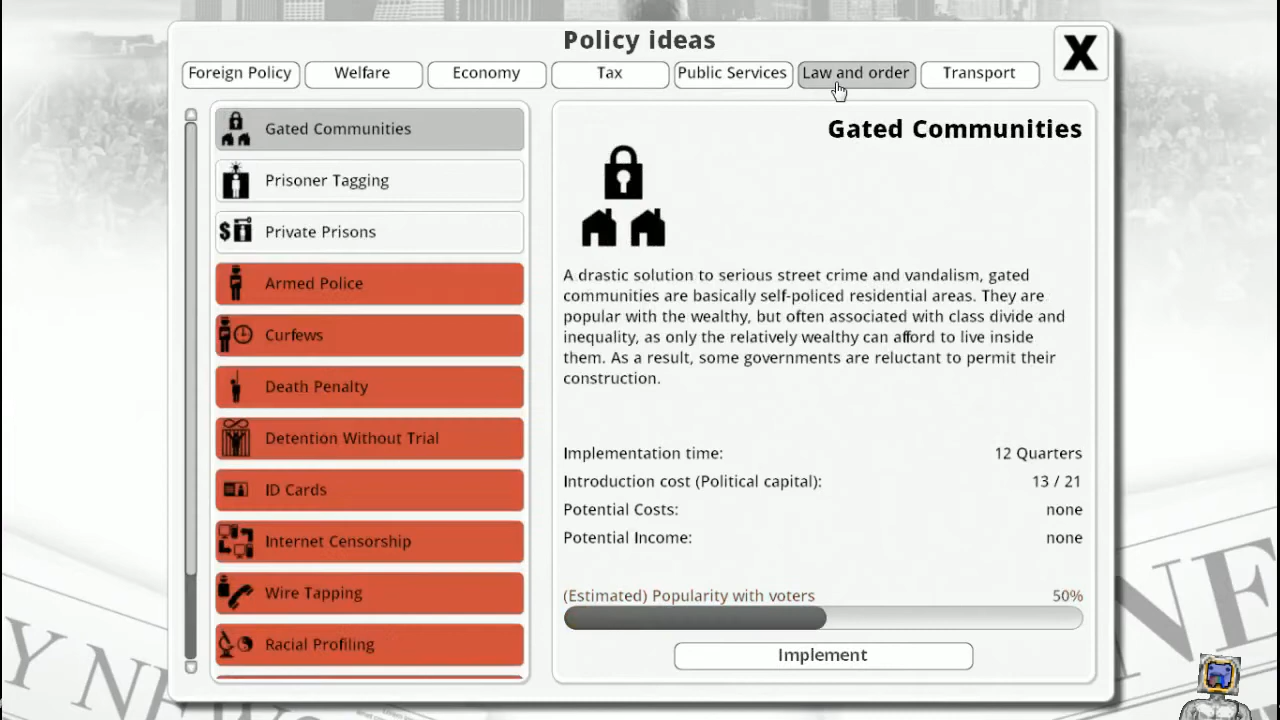 Policy ideas
X
Foreign Policy
Welfare
Economy
Tax
Public Services
Law and order
Transport
Gated Communities
Prisoner Tagging
Private Prisons
Armed Police
Curfews
Death Penalty
Detention Without Trial
ID Cards
Internet Censorship
Wire Tapping
Racial Profiling
Gated Communities
A drastic solution to serious street crime and vandalism, gated
communities are basically self-policed residential areas. They are
popular with the wealthy, but often associated with class divide and
inequality, as only the relatively wealthy can afford to live inside
them. As a result, some governments are reluctant to permit their
construction.
Implementation time: 12 Quarters
Introduction cost (Political capital): 13 / 21
Potential Costs: none
Potential Income: none
(Estimated) Popularity with voters 50%
Implement